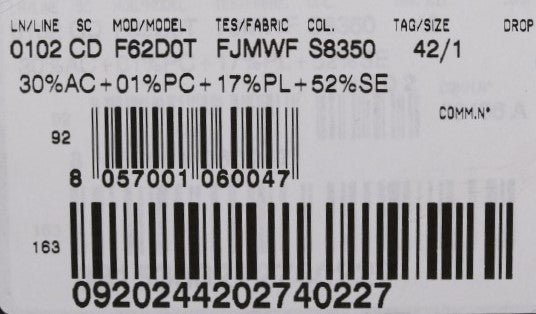 LN/LINE SC MOD/MODEL TES/FABRIC COL. TAG/SIZE DROP
0102 CD F62D0T FJMWF S8350 42/1
30%AC+01%PC+17%PL+52%SE
COMM.N°
92
8 057001 060047
163
0920244202740227